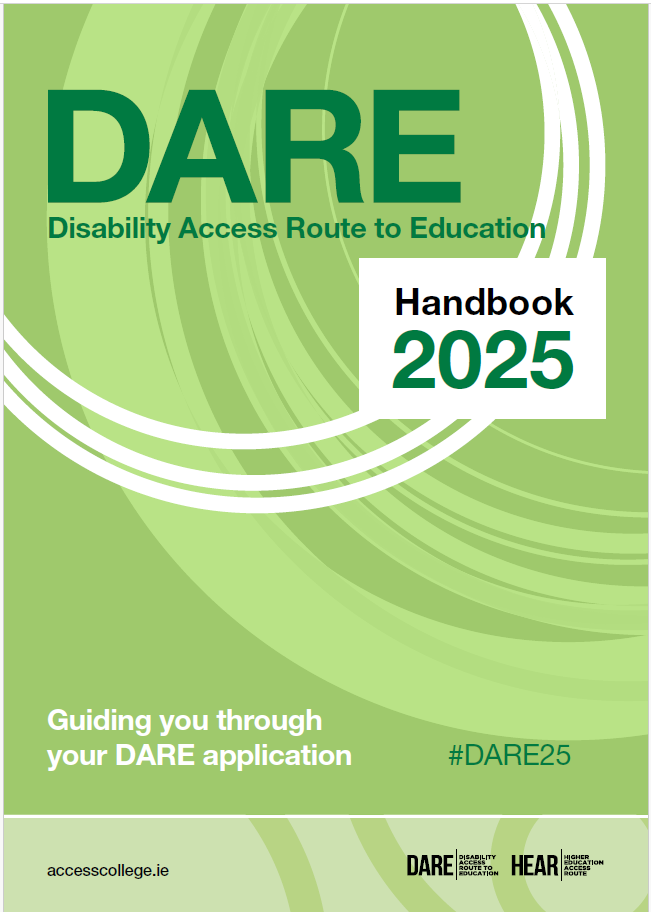 DARE
Disability Access Route to Education
Handbook
2025
Guiding you through
your DARE application
#DARE25
accesscollege.ie
DARE
DISABILITY
ACCESS
ROUTE TO
EDUCATION
HEAR
HIGHER
EDUCATION
ACCESS
ROUTE